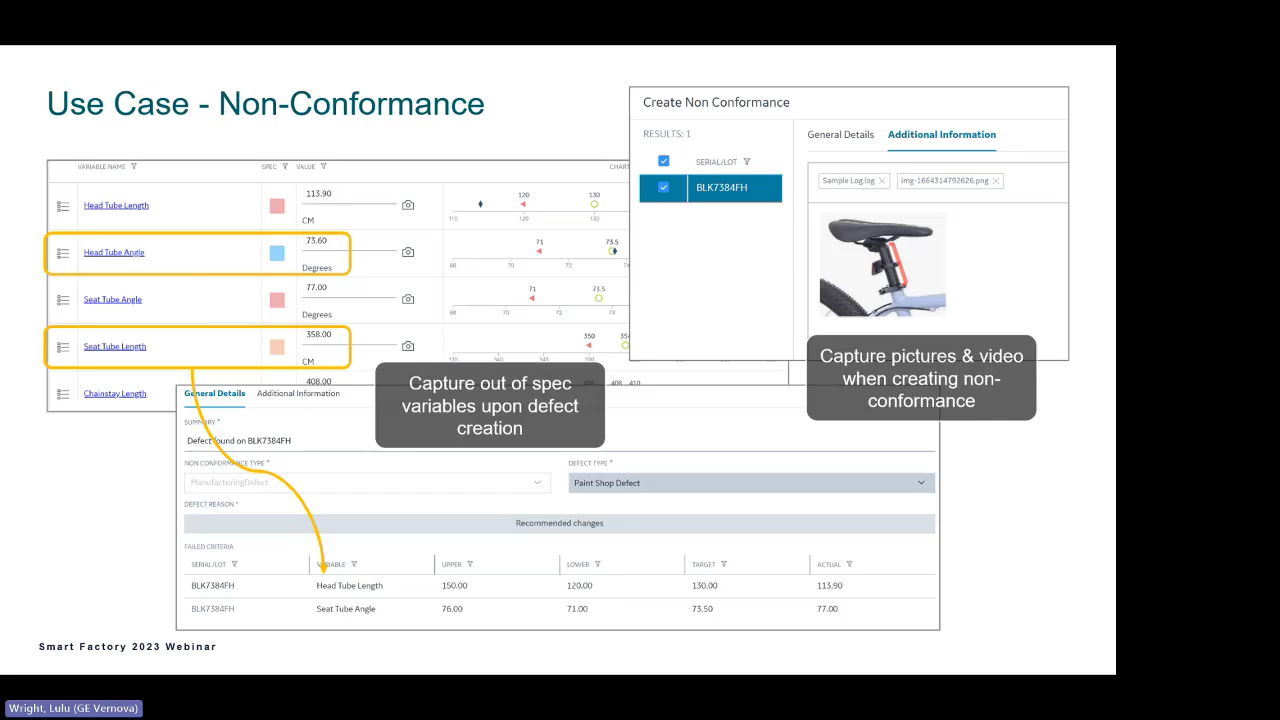 Use Case - Non-Conformance
VARIABLE NAME SPEC VALUE CHART
Head Tube Length 113.90 CM
120 130
110 120 130
Head Tube Angle 73.60 Degrees
71 73.5
68 70 72 74
Seat Tube Angle 77.00 Degrees
71 73.5
68 70 72 74
Seat Tube Length 358.00 CM
350
345 350
Chainstay Length 408.00
408 410
Create Non Conformance
RESULTS: 1
SERIAL/LOT
BLK7384FH
General Details Additional Information
Sample Log.log img-1664314792626.png
Capture out of spec
variables upon defect
creation
Capture pictures & video
when creating non-
conformance
General Details Additional Information
SUMMARY *
Defect found on BLK7384FH
NON CONFORMANCE TYPE * DEFECT TYPE *
ManufacturingDefect Paint Shop Defect
DEFECT REASON *
Recommended changes
FAILED CRITERIA
SERIAL/LOT VARIABLE UPPER LOWER TARGET ACTUAL
BLK7384FH Head Tube Length 150.00 120.00 130.00 113.90
BLK7384FH Seat Tube Angle 76.00 71.00 73.50 77.00
Smart Factory 2023 Webinar
Wright, Lulu (GE Vernova)